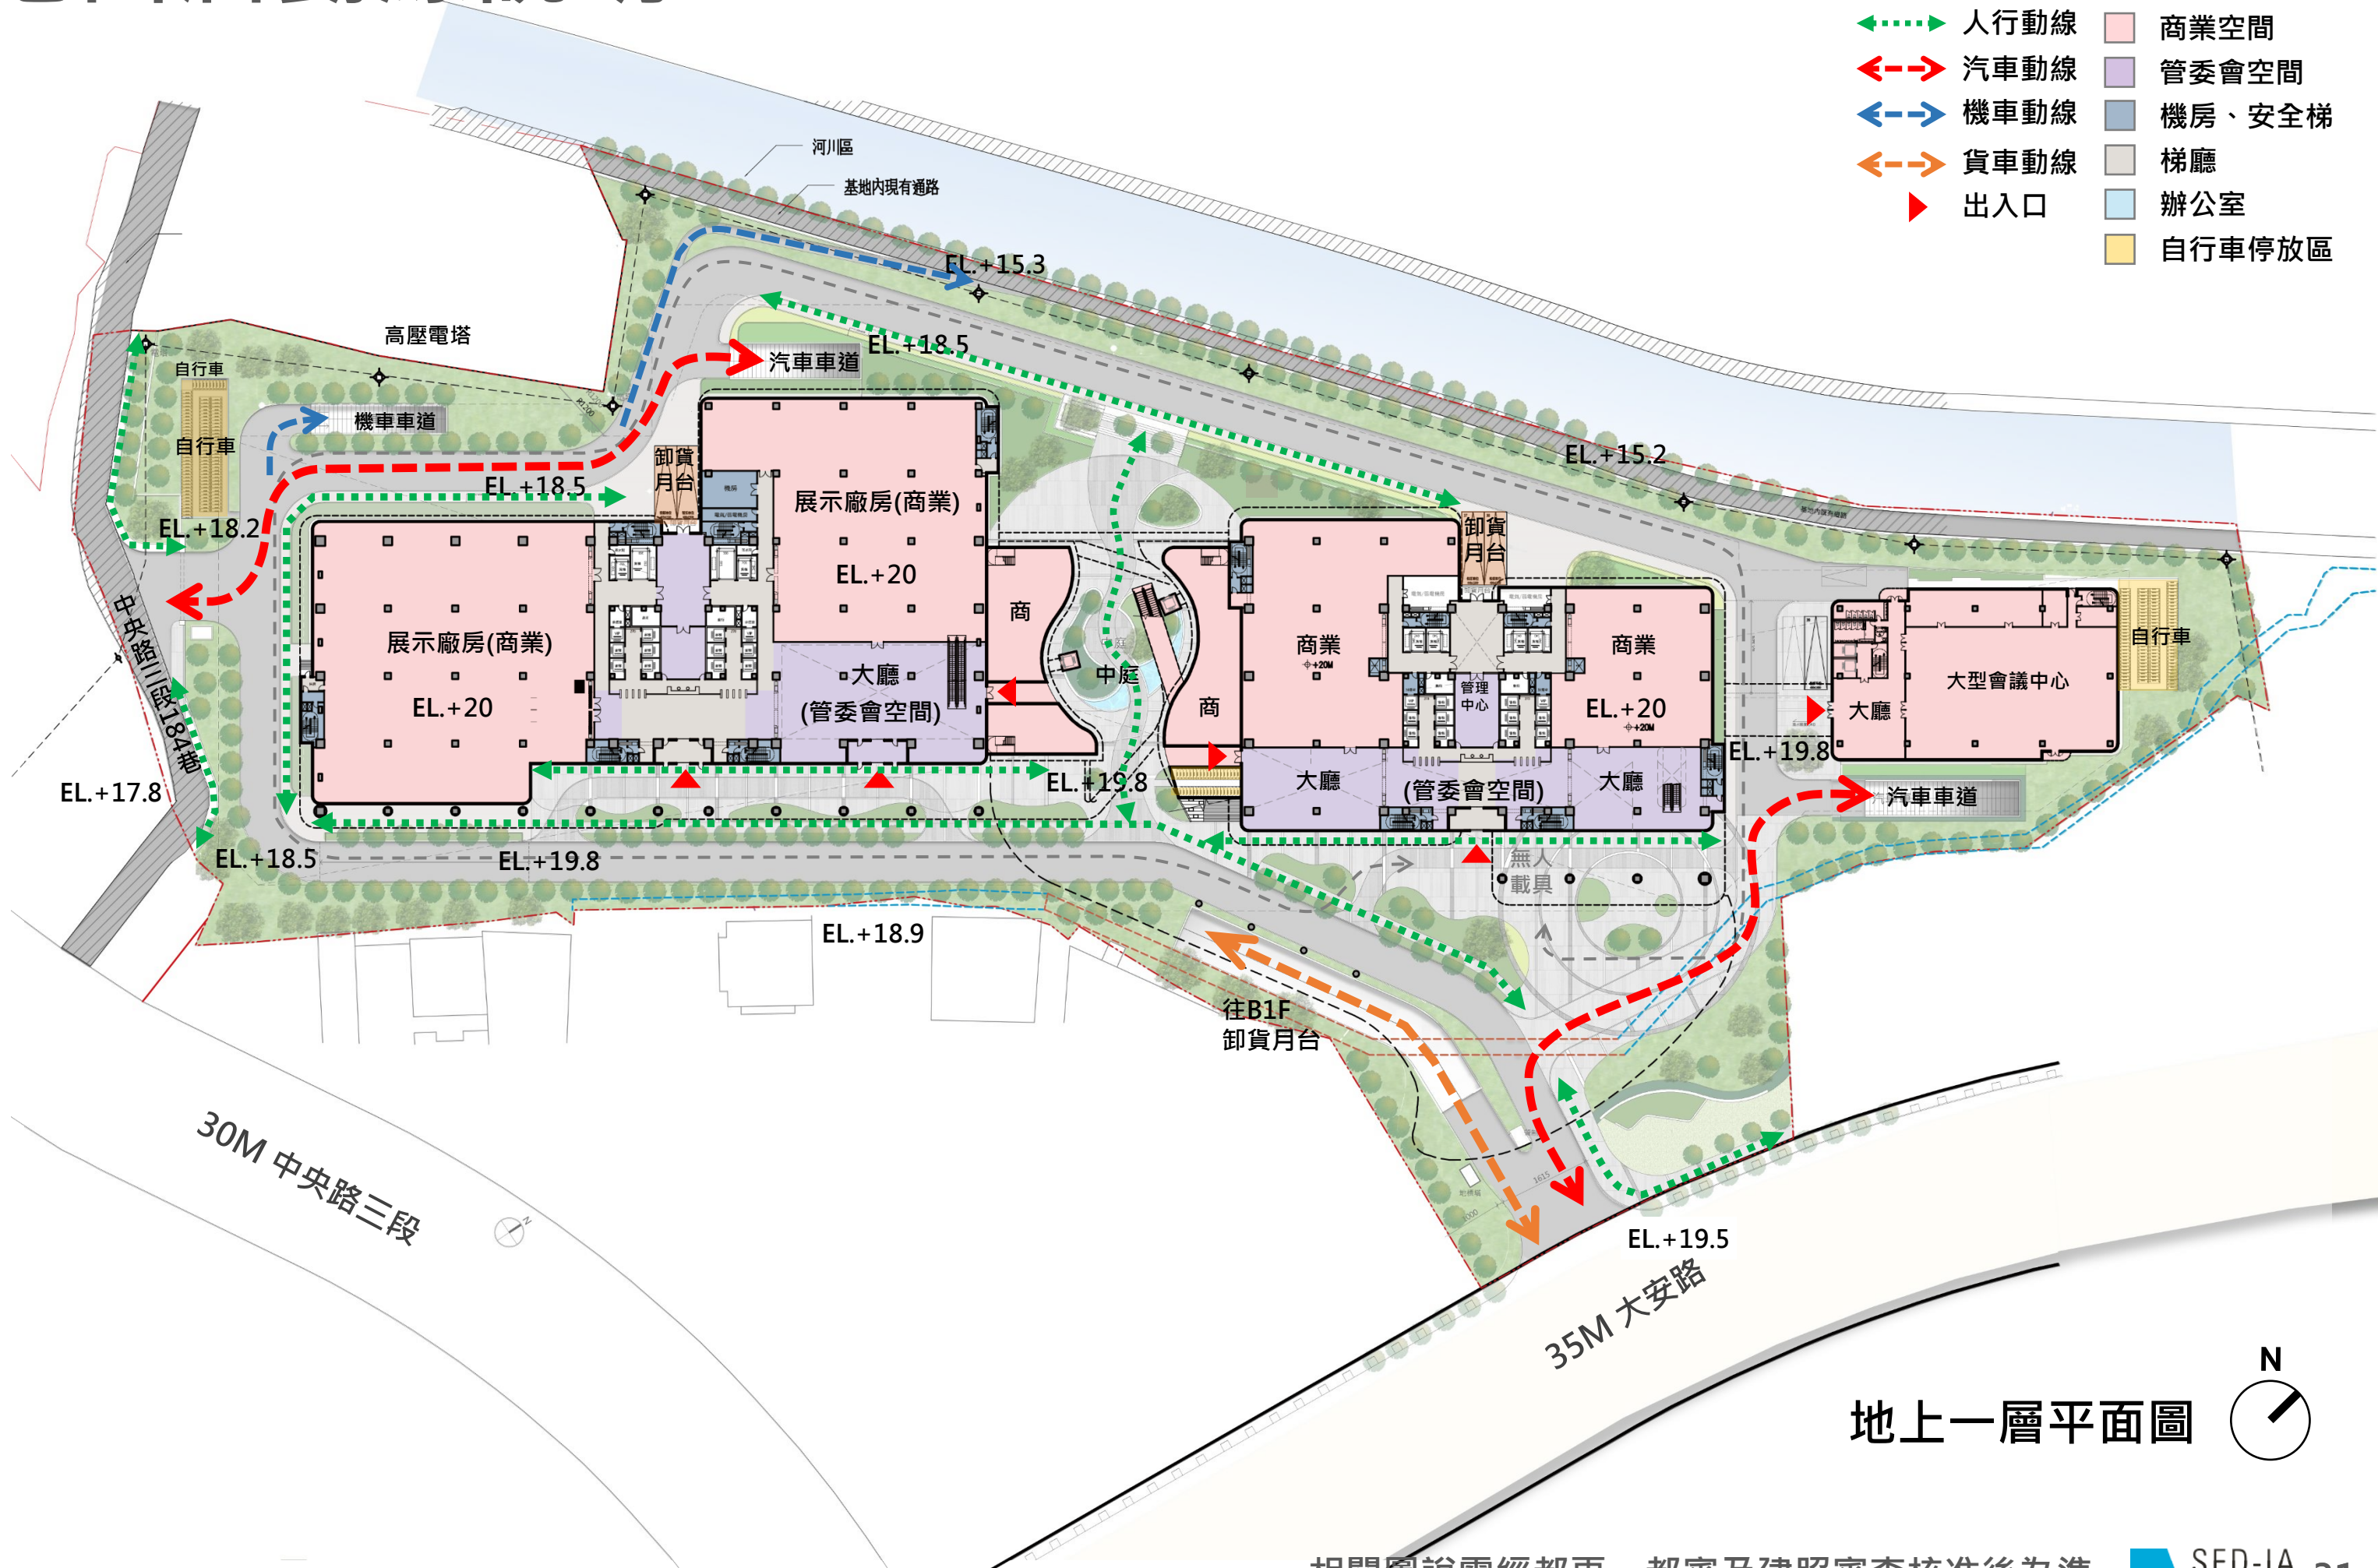 人行動線
商業空間
汽車動線
管委會空間
機車動線
機房、安全梯
貨車動線
梯廳
出入口
辦公室
自行車停放區
河川區
基地內現有通路
EL.+15.3
高壓電塔
EL.+18.5
汽車車道
自行車
機車車道
自行車
卸貨
月台
EL.+18.5
EL.+15.2
EL.+18.2
展示廠房(商業)
EL.+20
卸貨
月台
中央路三段184巷
展示廠房(商業)
EL.+20
大廳
(管委會空間)
商
中庭
商
商業
+20M
管理
中心
商業
EL.+20
+20M
大廳
(管委會空間)
大廳
大型會議中心
大廳
自行車
EL.+19.8
EL.+19.8
汽車車道
EL.+17.8
EL.+18.5
EL.+19.8
無人
載具
EL.+18.9
往B1F
卸貨月台
1615
30M 中央路三段
N
EL.+19.5
35M 大安路
N
地上一層平面圖